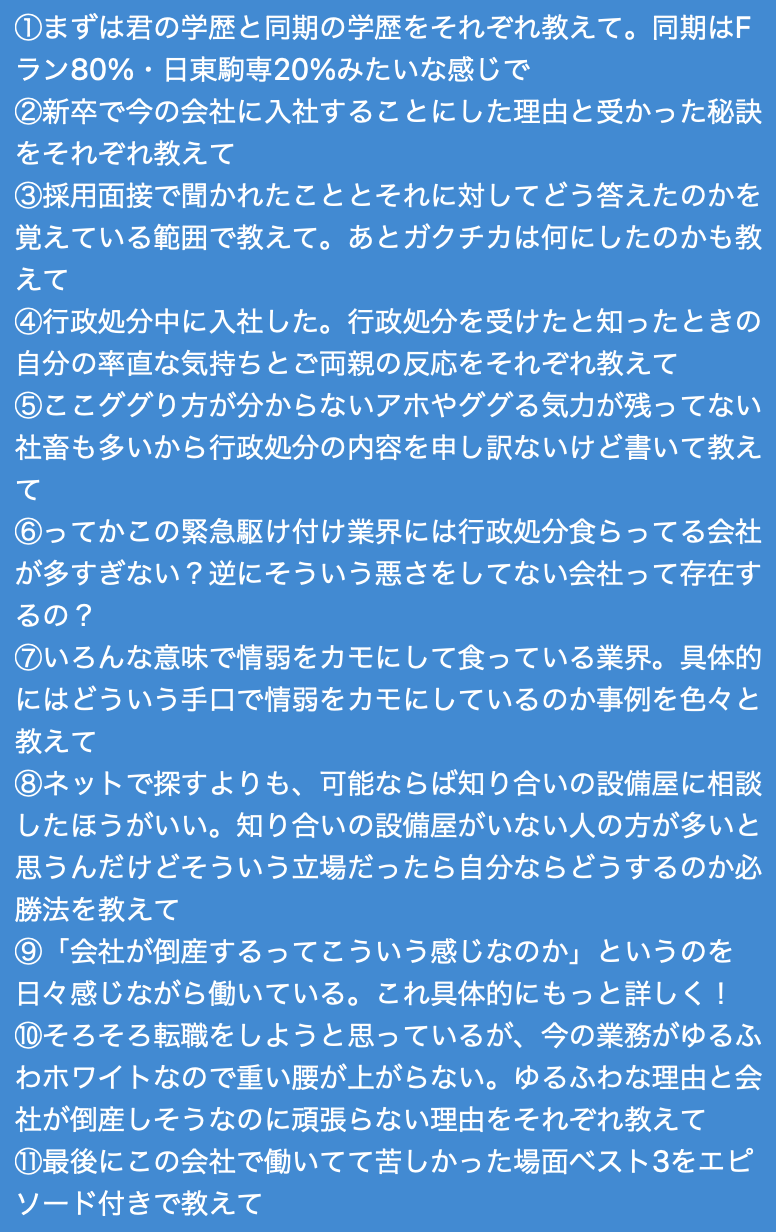 ①まずは君の学歴と同期の学歴をそれぞれ教えて。同期はF
ラン80%・日東駒専20%みたいな感じで
②新卒で今の会社に入社することにした理由と受かった秘訣
をそれぞれ教えて
③採用面接で聞かれたこととそれに対してどう答えたのかを
覚えている範囲で教えて。あとガクチカは何にしたのかも教
えて
④行政処分中に入社した。行政処分を受けたと知ったときの
自分の率直な気持ちとご両親の反応をそれぞれ教えて
⑤ここググり方が分からないアホやググる気力が残ってない
社畜も多いから行政処分の内容を申し訳ないけど書いて教え
て
⑥ってかこの緊急駆け付け業界には行政処分食らってる会社
が多すぎない？逆にそういう悪さをしてない会社って存在す
るの？
⑦いろんな意味で情弱をカモにして食っている業界。具体的
にはどういう手口で情弱をカモにしているのか事例を色々と
教えて
⑧ネットで探すよりも、可能ならば知り合いの設備屋に相談
したほうがいい。知り合いの設備屋がいない人の方が多いと
思うんだけどそういう立場だったら自分ならどうするのか必
勝法を教えて
⑨「会社が倒産するってこういう感じなのか」というのを
日々感じながら働いている。これ具体的にもっと詳しく！
⑩そろそろ転職をしようと思っているが、今の業務がゆるふ
わホワイトなので重い腰が上がらない。ゆるふわな理由と会
社が倒産しそうなのに頑張らない理由をそれぞれ教えて
⑪最後にこの会社で働いてて苦しかった場面ベスト3をエピ
ソード付きで教えて